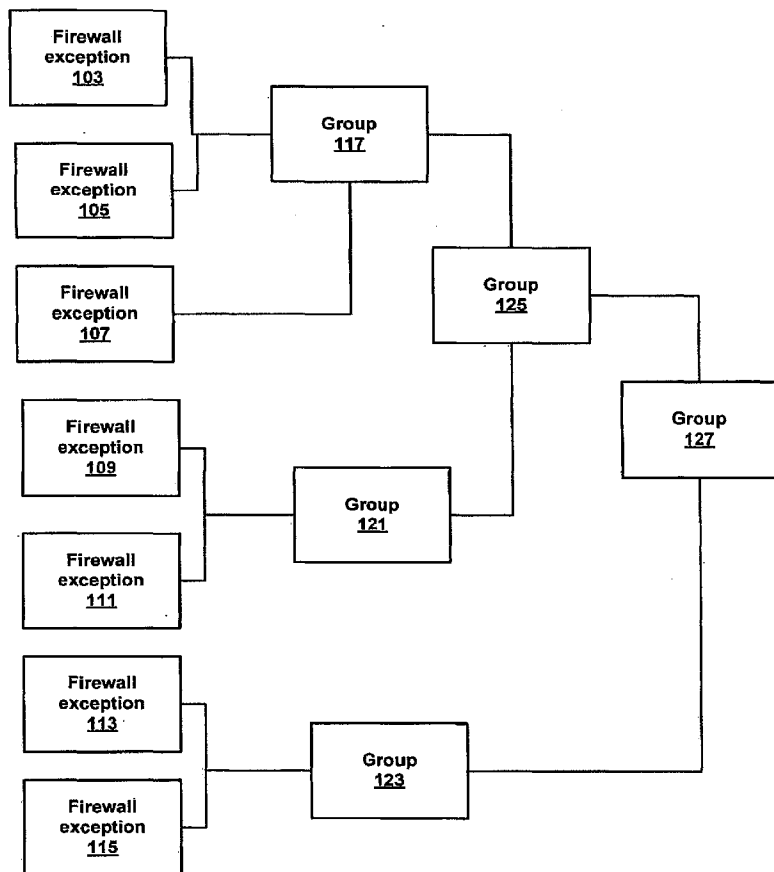 Firewall
exception
103
Group
117
Firewall
exception
105
Firewall
exception
107
Group
125
Group
127
Firewall
exception
109
Group
121
Firewall
exception
111
Firewall
exception
113
Group
123
Firewall
exception
115